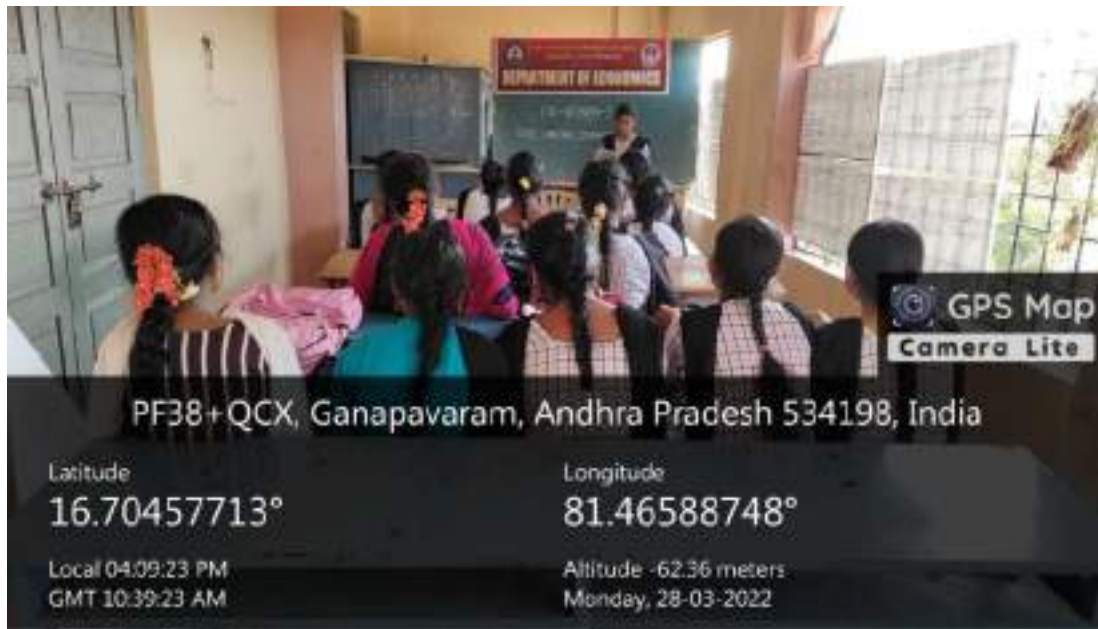 DEPARTMENT OF ECONOMICS
GPS Map
Camera Lite
PF38+QCX, Ganapavaram, Andhra Pradesh 534198, India
Latitude
16.70457713°
Longitude
81.46588748°
Local 04:09:23 PM
GMT 10:39:23 AM
Altitude -62.36 meters
Monday, 28-03-2022